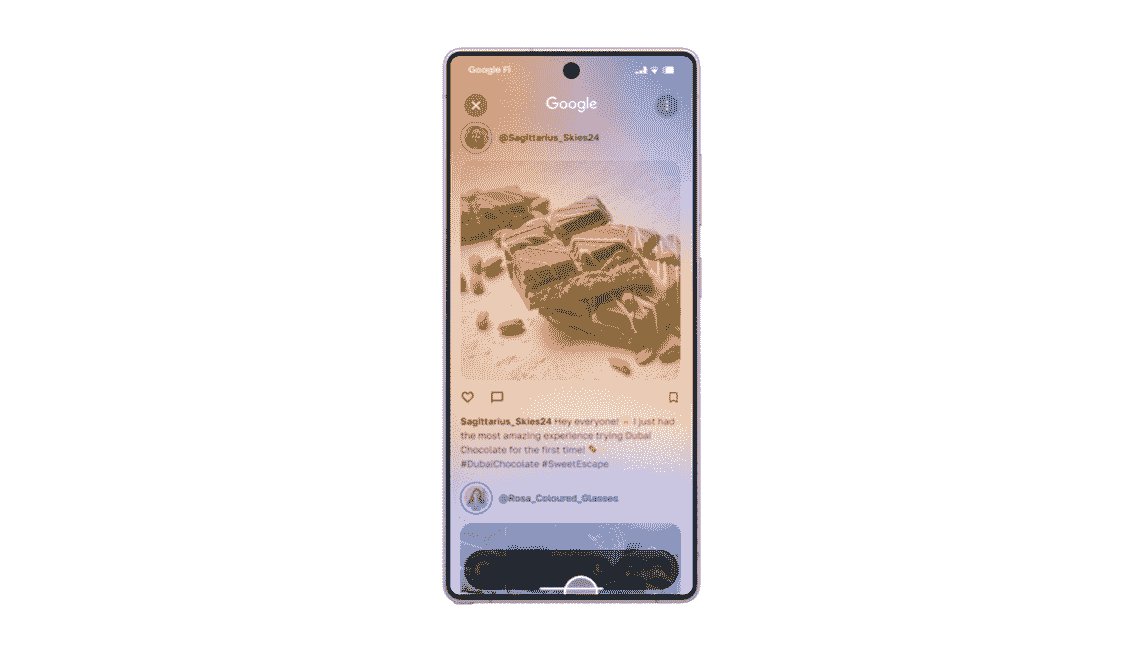 Google Fi
Google
@Sagittarius_Skies24
Sagittarius_Skies24 Hey everyone! - I just had
the most amazing experience trying Dubai
Chocolate for the first time!
#DubaiChocolate #SweetEscape
@Rosa_Coloured_Glasses